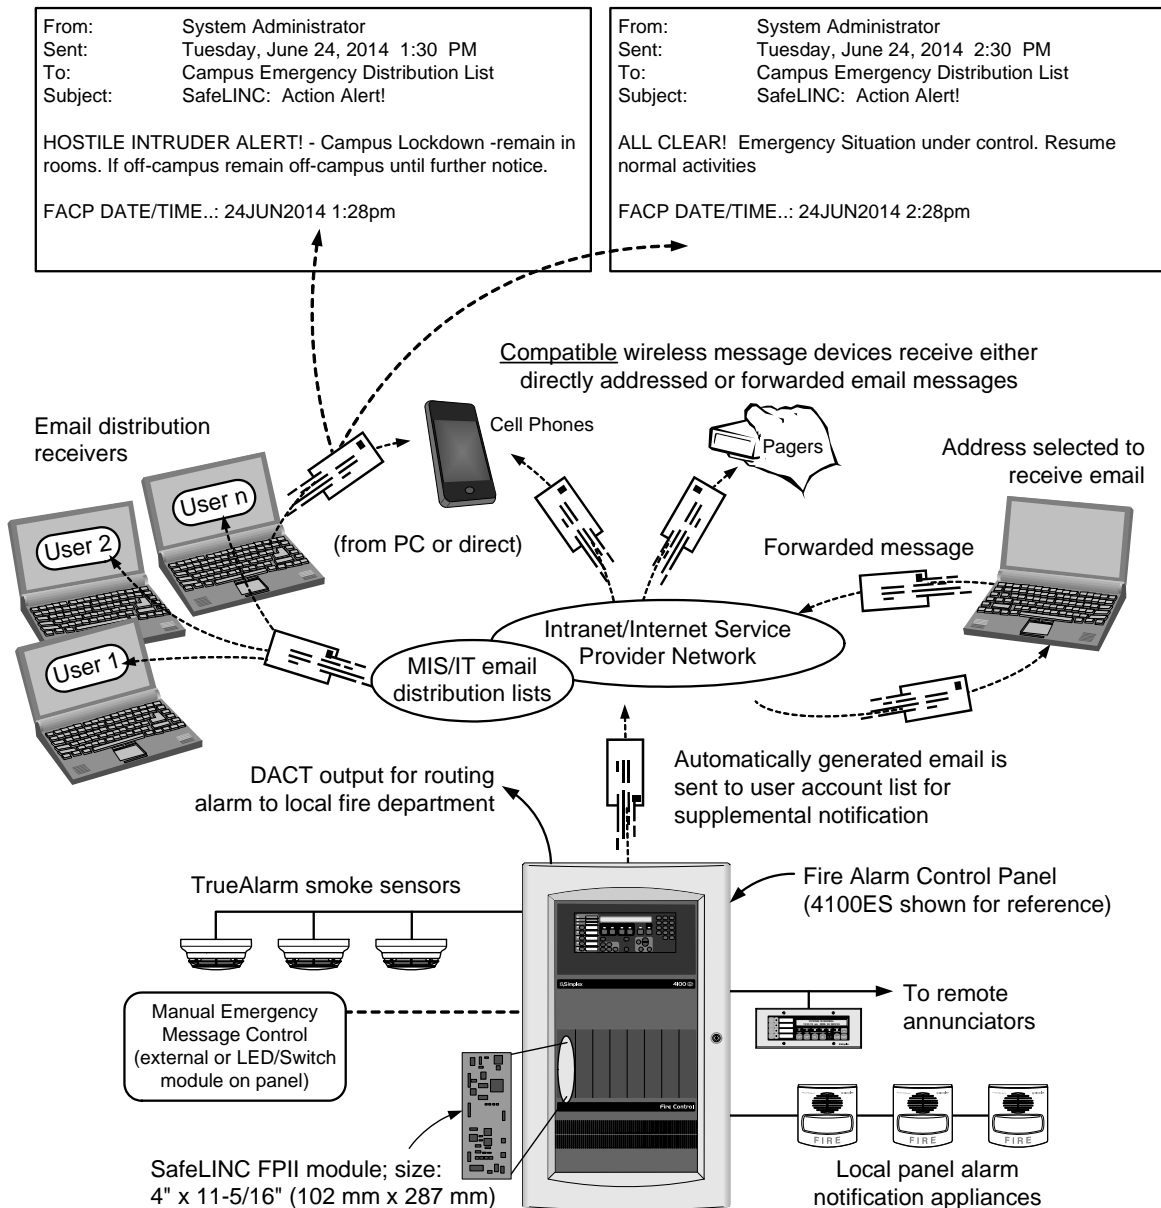 From: System Administrator
Sent: Tuesday, June 24, 2014 1:30 PM
To: Campus Emergency Distribution List
Subject: SafeLINC: Action Alert!
HOSTILE INTRUDER ALERT! - Campus Lockdown -remain in
rooms. If off-campus remain off-campus until further notice.
FACP DATE/TIME..: 24JUN2014 1:28pm
From: System Administrator
Sent: Tuesday, June 24, 2014 2:30 PM
To: Campus Emergency Distribution List
Subject: SafeLINC: Action Alert!
ALL CLEAR! Emergency Situation under control. Resume
normal activities
FACP DATE/TIME..: 24JUN2014 2:28pm
Compatible wireless message devices receive either
directly addressed or forwarded email messages
Email distribution
receivers
Cell Phones
Pagers
Address selected to
receive email
User n
User 2
User 1
(from PC or direct)
Forwarded message
Intranet/Internet Service
Provider Network
MIS/IT email
distribution lists
DACT output for routing
alarm to local fire department
Automatically generated email is
sent to user account list for
supplemental notification
TrueAlarm smoke sensors
Fire Alarm Control Panel
(4100ES shown for reference)
Simplex
4100
Manual Emergency
Message Control
(external or LED/Switch
module on panel)
To remote
annunciators
Fire Control
FIRE
FIRE
FIRE
SafeLINC FPII module; size:
4" x 11-5/16" (102 mm x 287 mm)
Local panel alarm
notification appliances